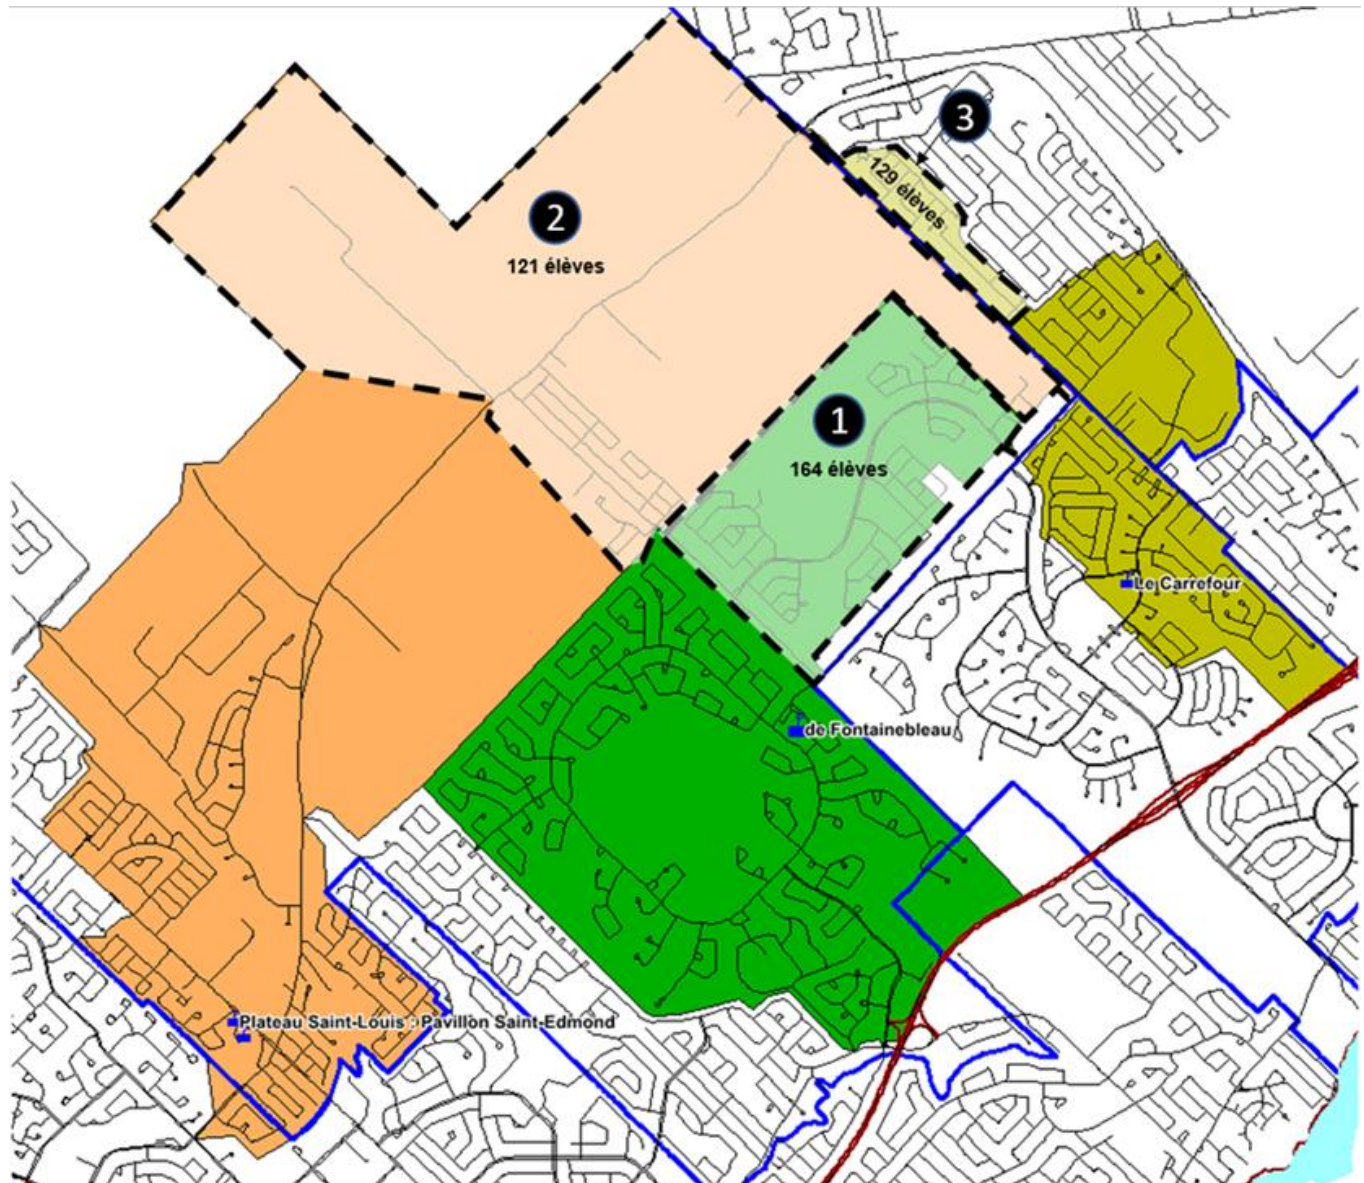 3
129 élèves
2
121 élèves
1
164 élèves
Le Carrefour
de Fontainebleau
Plateau Saint-Louis : Pavillon Saint-Edmond